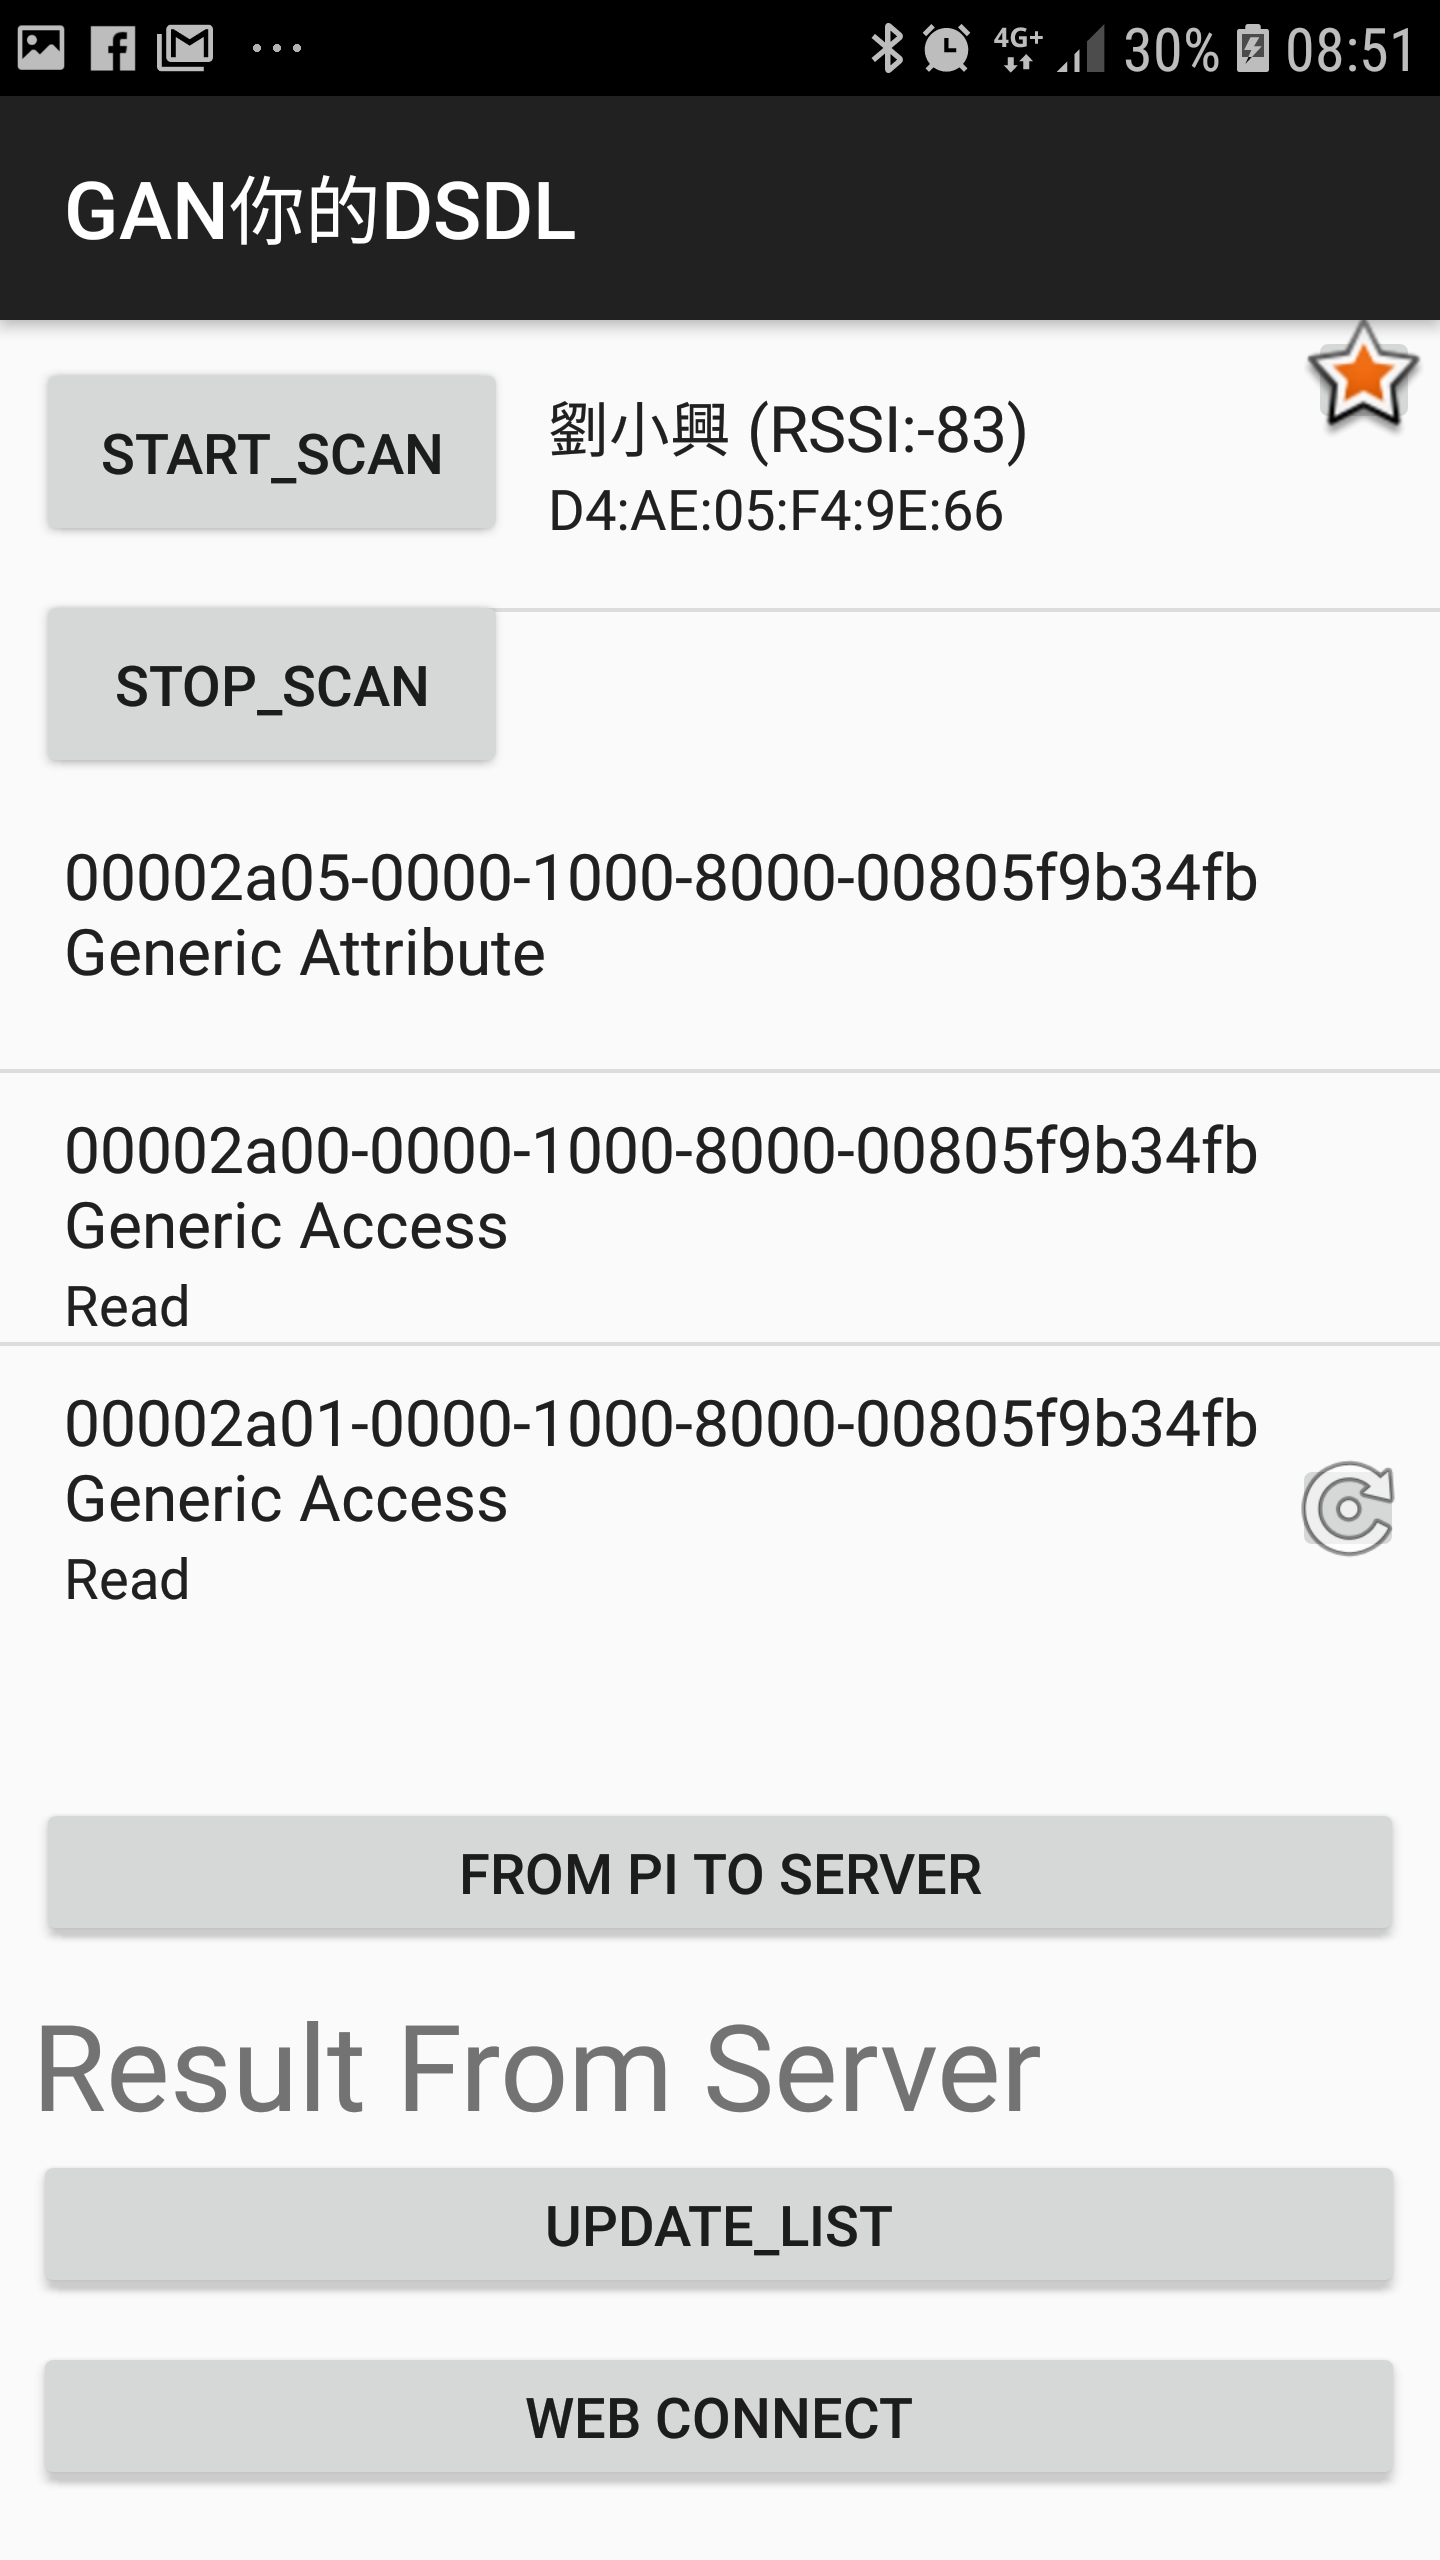 4G+ 30% 08:51
GAN你的DSDL
START_SCAN
劉小興 (RSSI:-83)
D4:AE:05:F4:9E:66
STOP_SCAN
00002a05-0000-1000-8000-00805f9b34fb
Generic Attribute
00002a00-0000-1000-8000-00805f9b34fb
Generic Access
Read
00002a01-0000-1000-8000-00805f9b34fb
Generic Access
Read
FROM PI TO SERVER
Result From Server
UPDATE_LIST
WEB CONNECT